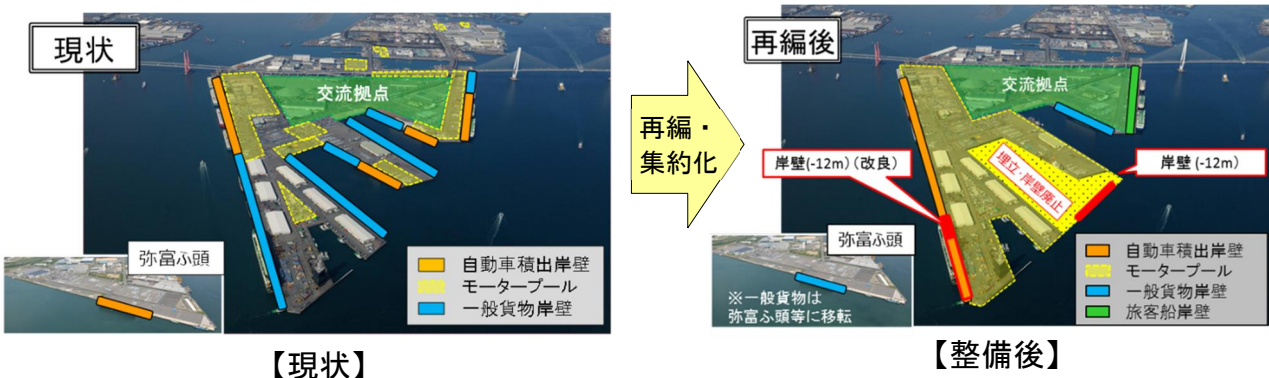 現状
交流拠点
弥富ふ頭
自動車積出岸壁
モータープール
一般貨物岸壁
【現状】
再編・
集約化
再編後
交流拠点
岸壁(-12m)(改良)
埋立・岸壁廃止
岸壁 (-12m)
弥富ふ頭
※一般貨物は
弥富ふ頭等に移転
自動車積出岸壁
モータープール
一般貨物岸壁
旅客船岸壁
【整備後】